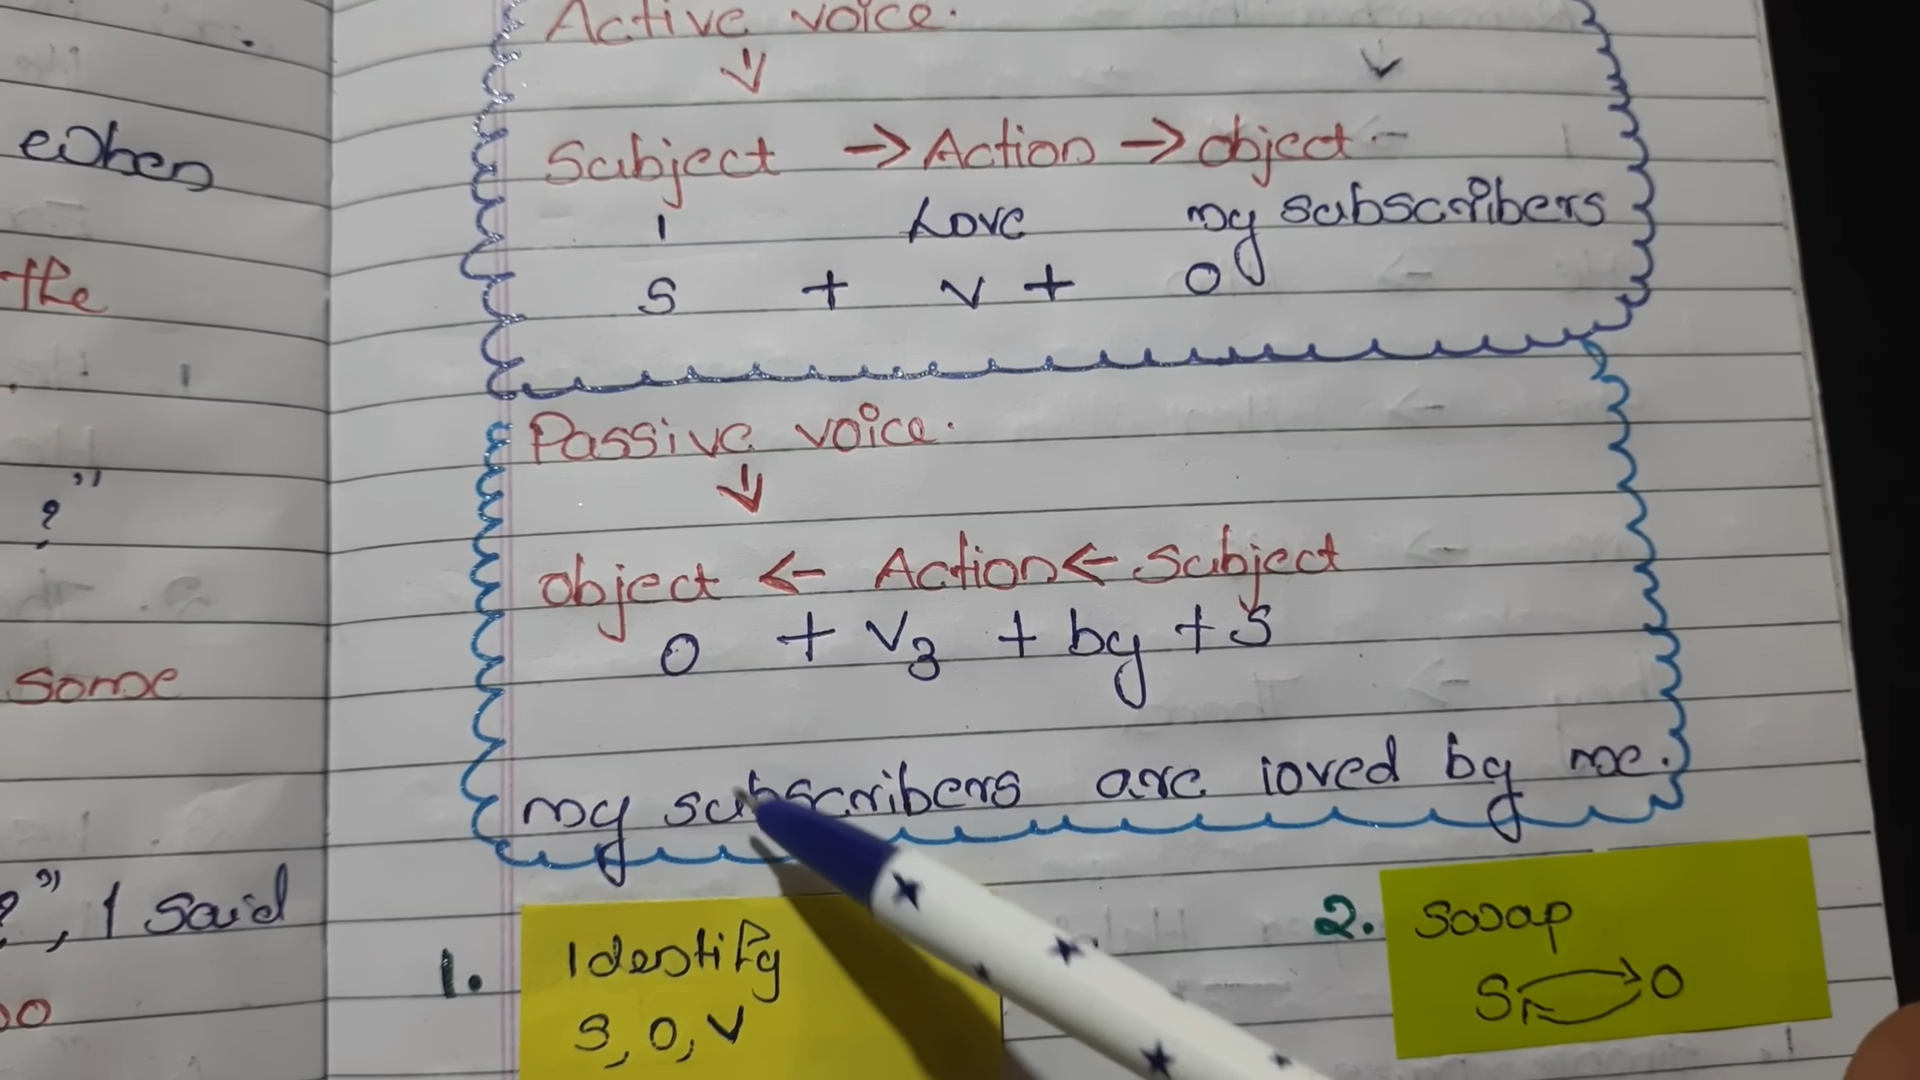 when
the
?"
some
?", I said
Active voice.
Subject → Action → object
I Love my subscribers
S + V + O
Passive voice.
object ← Action ← Subject
O + V3 + by + S
my subscribers are loved by me.
1. Identify
S, O, V
2. Swap
S O